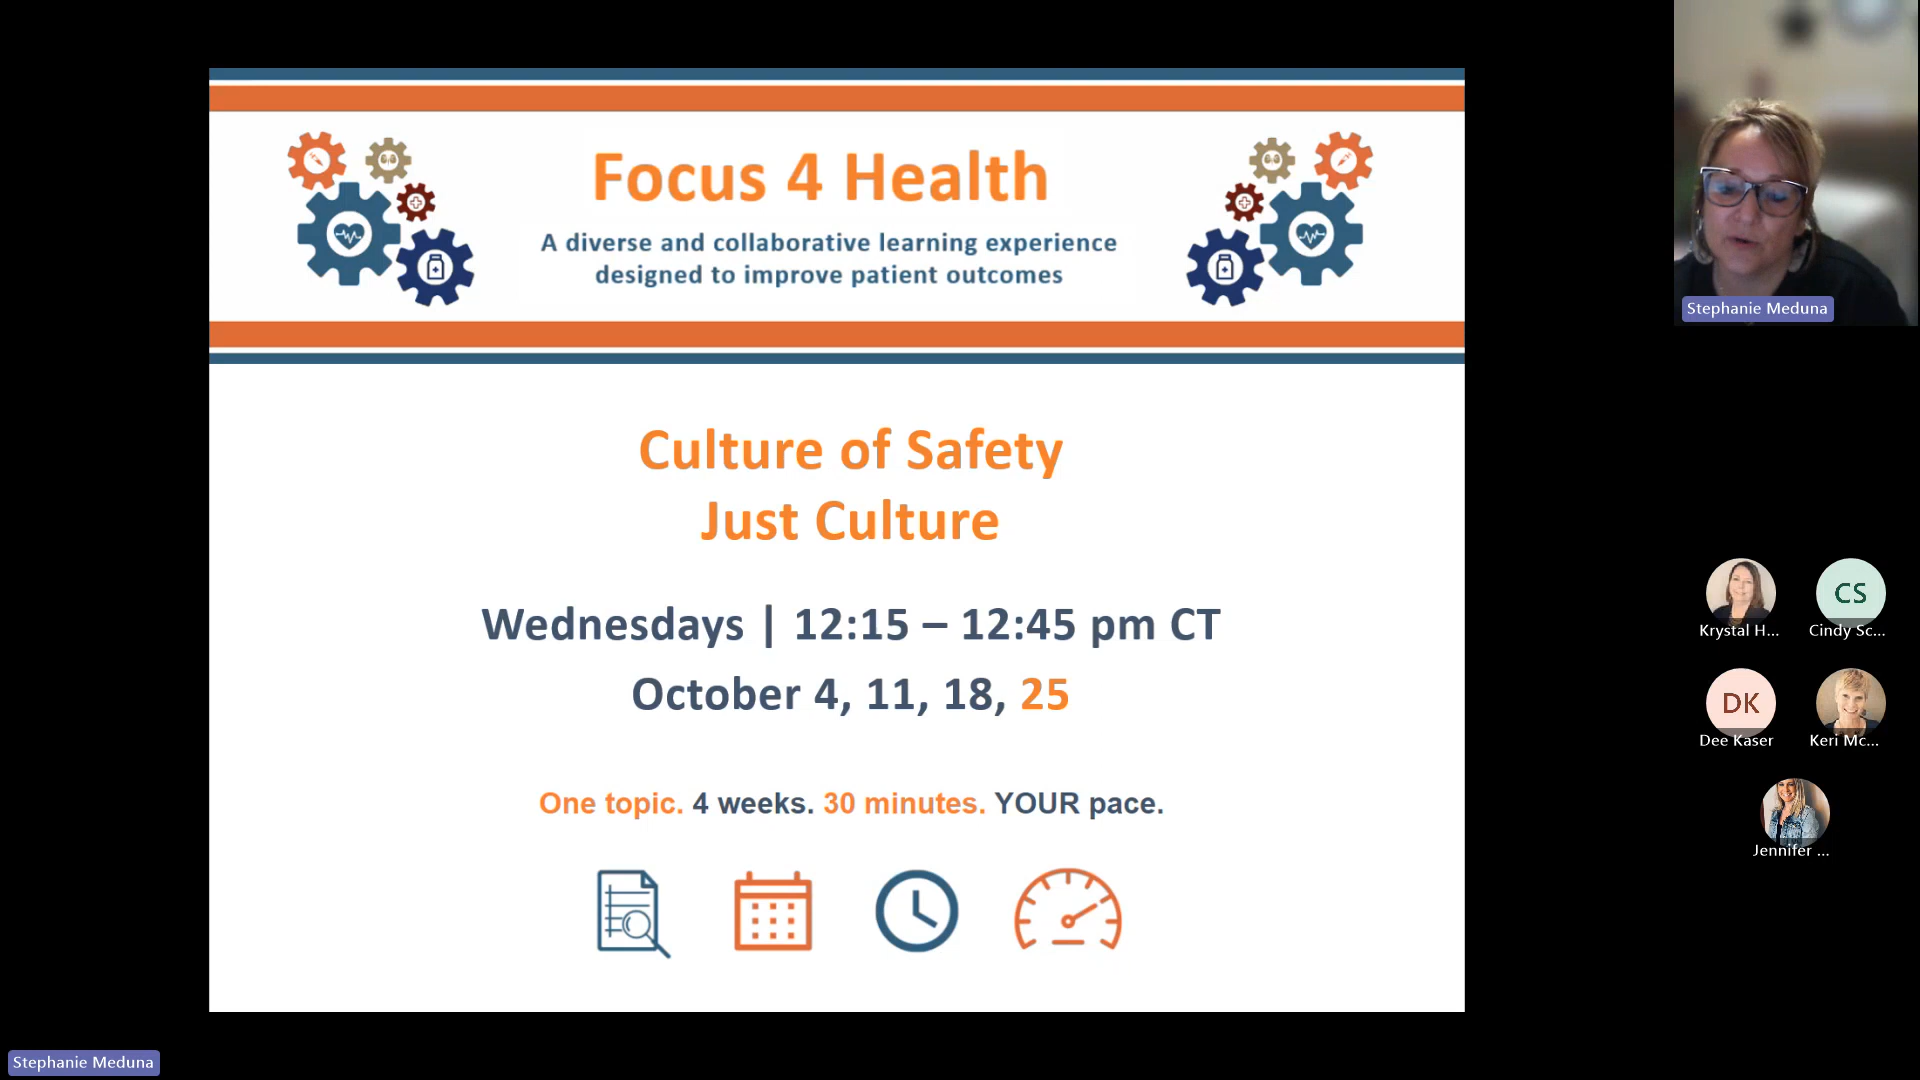 Focus 4 Health
A diverse and collaborative learning experience
designed to improve patient outcomes
Culture of Safety
Just Culture
Wednesdays | 12:15 – 12:45 pm CT
October 4, 11, 18, 25
One topic. 4 weeks. 30 minutes. YOUR pace.
Stephanie Meduna
Krystal H...
CS
Cindy Sc...
DK
Dee Kaser
Keri Mc...
Jennifer ...
Stephanie Meduna